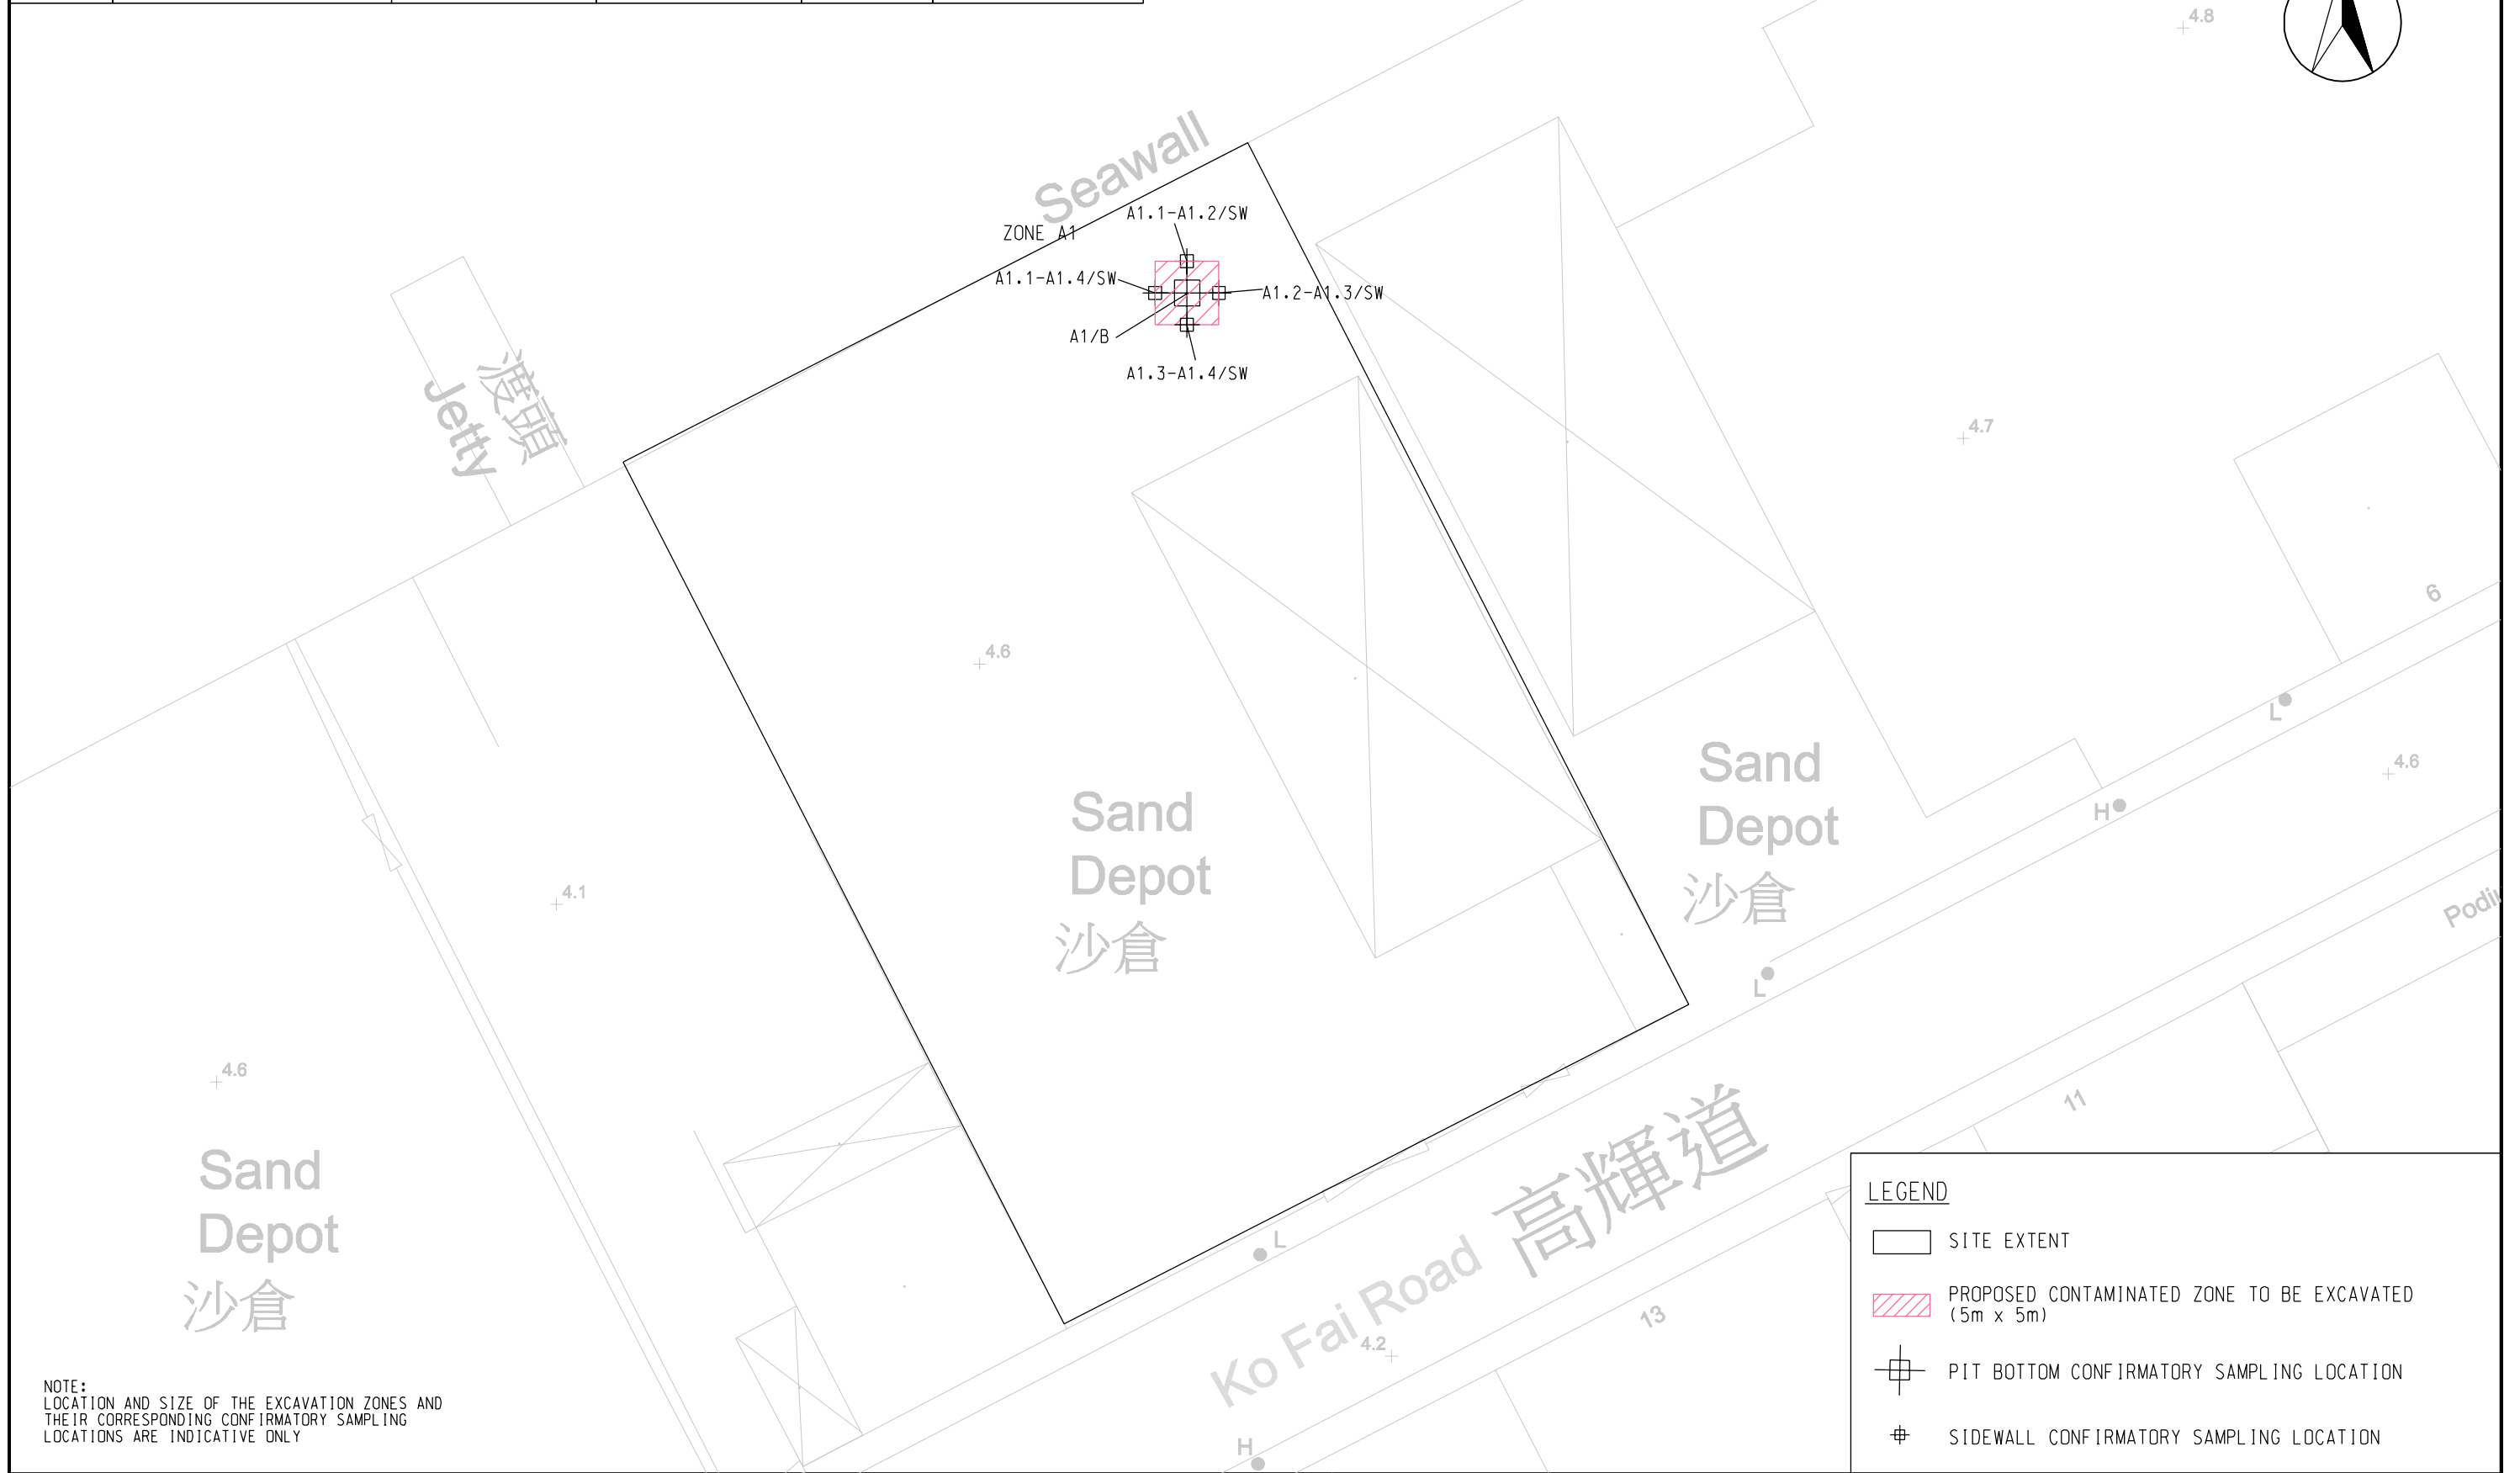 4.8
Seawall
A1.1-A1.2/SW
ZONE A1
A1.1-A1.4/SW
A1.2-A1.3/SW
A1/B
A1.3-A1.4/SW
渡頭
Jetty
4.7
6
4.6
L
4.6
Sand
Depot
沙倉
H
Sand
Depot
沙倉
4.1
L
4.6
11
Sand
Depot
沙倉
L
Ko Fai Road 高輝道
13
4.2
H
LEGEND
SITE EXTENT
PROPOSED CONTAMINATED ZONE TO BE EXCAVATED
(5m x 5m)
PIT BOTTOM CONFIRMATORY SAMPLING LOCATION
SIDEWALL CONFIRMATORY SAMPLING LOCATION
NOTE:
LOCATION AND SIZE OF THE EXCAVATION ZONES AND
THEIR CORRESPONDING CONFIRMATORY SAMPLING
LOCATIONS ARE INDICATIVE ONLY